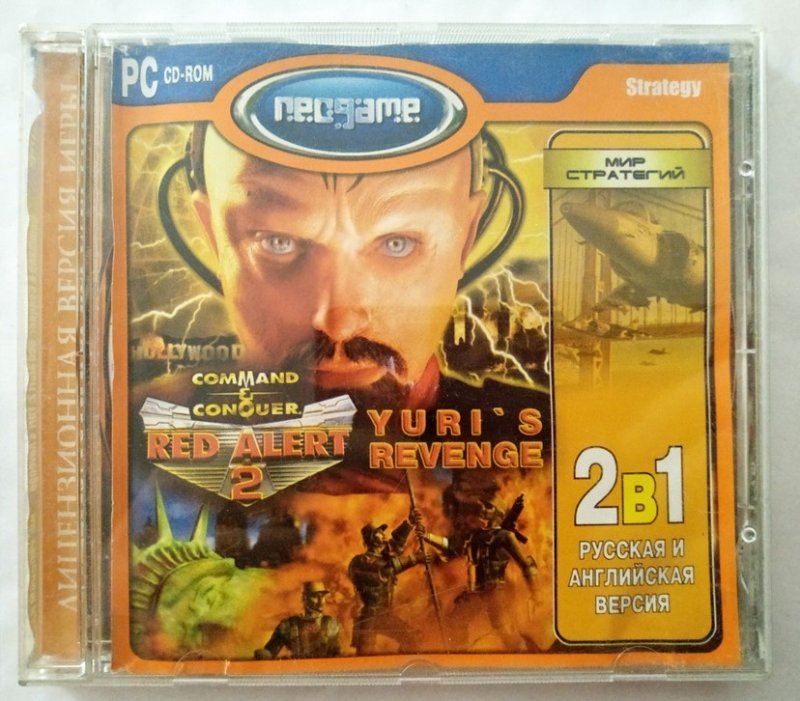 ЛИЦЕНЗИОННАЯ ВЕРСИЯ ИГРЫ
PC CD-ROM
neogame
Strategy
МИР
СТРАТЕГИЙ
HOLLYWOOD
COMMAND
&
CONQUER
RED ALERT
2
YURI`S
REVENGE
2в1
РУССКАЯ И
АНГЛИЙСКАЯ
ВЕРСИЯ